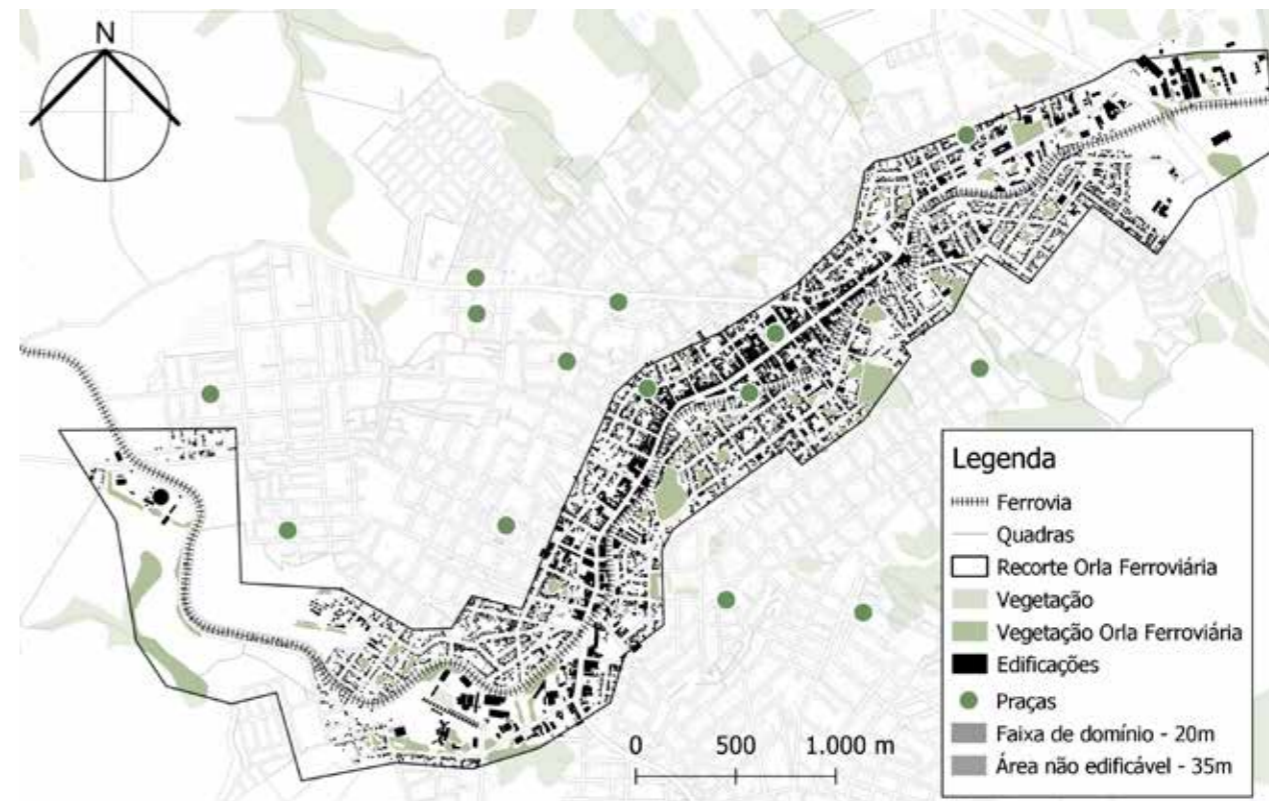 N
Legenda
Ferrovia
Quadras
Recorte Orla Ferroviária
Vegetação
Vegetação Orla Ferroviária
Edificações
Praças
Faixa de domínio - 20m
Área não edificável - 35m
0 500 1.000 m